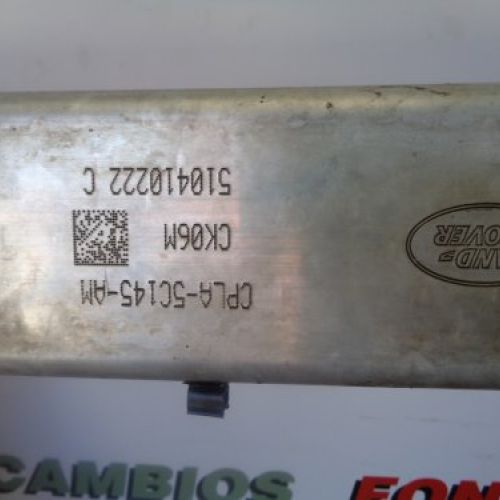 CPLA-5C145-AM
CK06M
510410222 C
LAND-
ROVER
CAMBIOS